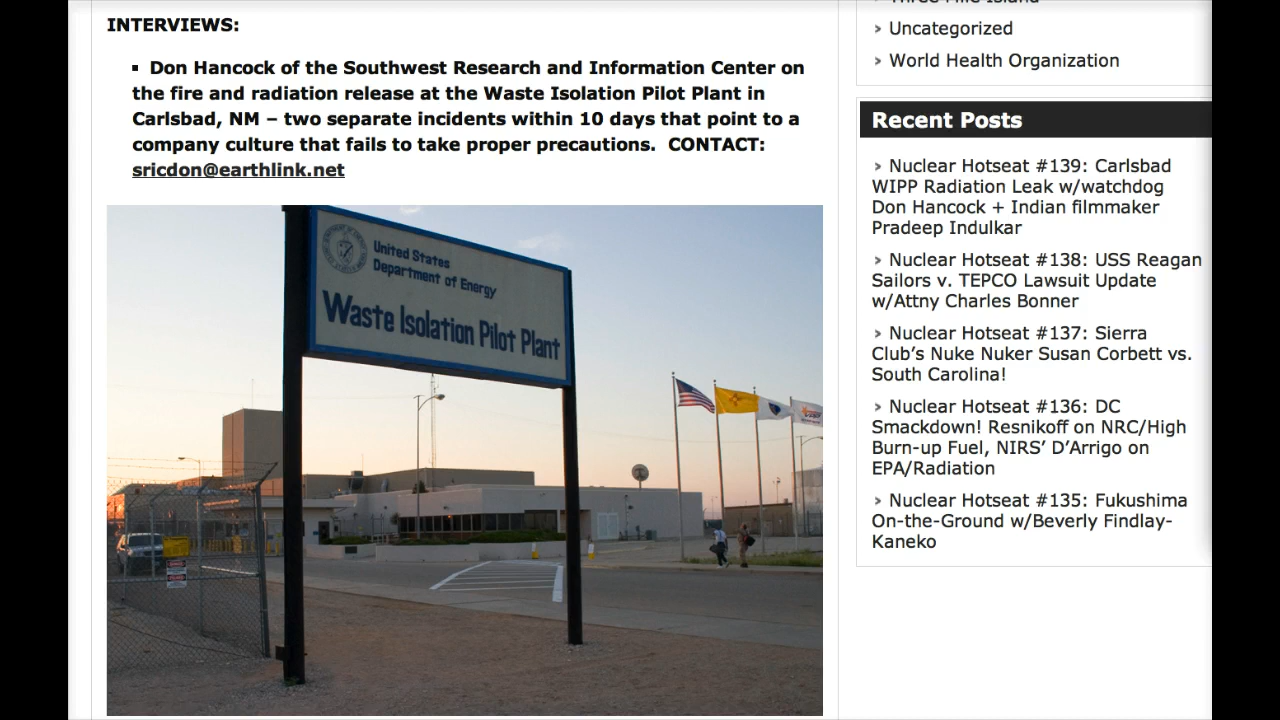 INTERVIEWS:
▪ Don Hancock of the Southwest Research and Information Center on
the fire and radiation release at the Waste Isolation Pilot Plant in
Carlsbad, NM – two separate incidents within 10 days that point to a
company culture that fails to take proper precautions.  CONTACT:
sricdon@earthlink.net
United States
Department of Energy
Waste Isolation Pilot Plant
Three Mile Island
> Uncategorized
> World Health Organization
Recent Posts
> Nuclear Hotseat #139: Carlsbad
WIPP Radiation Leak w/watchdog
Don Hancock + Indian filmmaker
Pradeep Indulkar
> Nuclear Hotseat #138: USS Reagan
Sailors v. TEPCO Lawsuit Update
w/Attny Charles Bonner
> Nuclear Hotseat #137: Sierra
Club’s Nuke Nuker Susan Corbett vs.
South Carolina!
> Nuclear Hotseat #136: DC
Smackdown! Resnikoff on NRC/High
Burn-up Fuel, NIRS’ D’Arrigo on
EPA/Radiation
> Nuclear Hotseat #135: Fukushima
On-the-Ground w/Beverly Findlay-
Kaneko